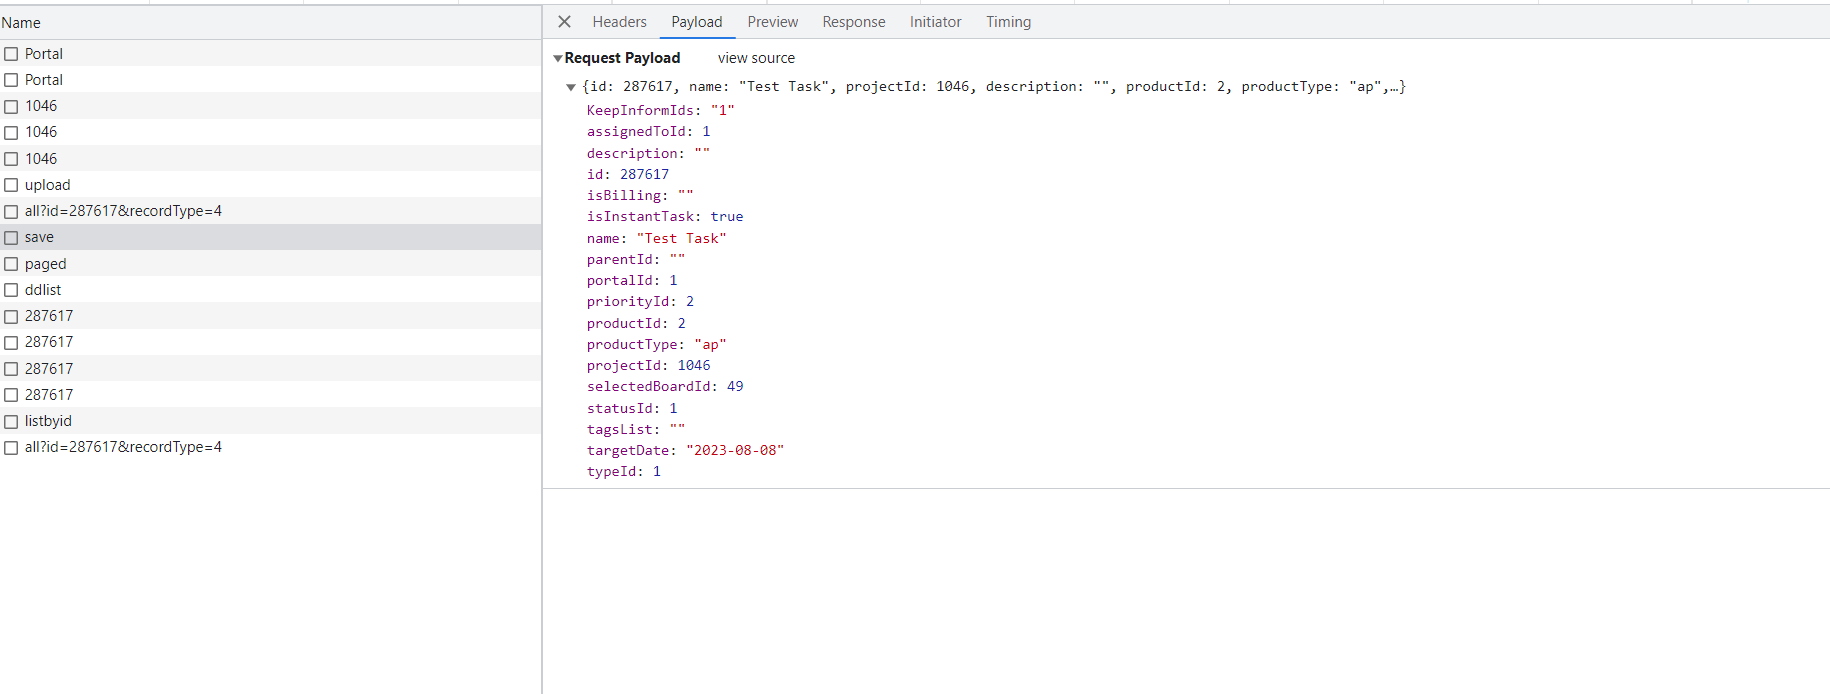 Name
Portal
Portal
1046
1046
1046
upload
all?id=287617&recordType=4
save
paged
ddlist
287617
287617
287617
287617
listbyid
all?id=287617&recordType=4
Headers Payload Preview Response Initiator Timing
Request Payload view source
{id: 287617, name: "Test Task", projectId: 1046, description: "", productId: 2, productType: "ap",…}
KeepInformIds: "1"
assignedToId: 1
description: ""
id: 287617
isBilling: ""
isInstantTask: true
name: "Test Task"
parentId: ""
portalId: 1
priorityId: 2
productId: 2
productType: "ap"
projectId: 1046
selectedBoardId: 49
statusId: 1
tagsList: ""
targetDate: "2023-08-08"
typeId: 1